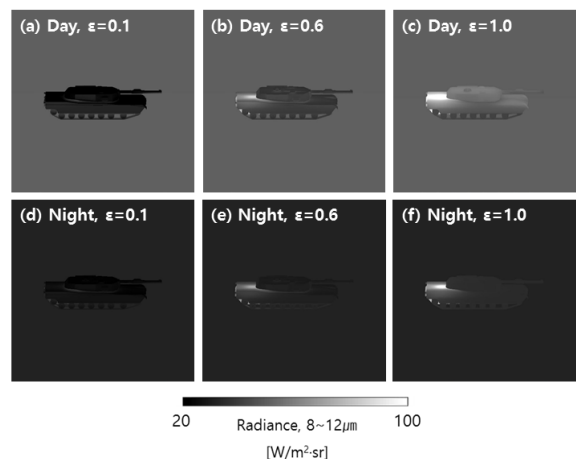 (a) Day, ε=0.1
(b) Day, ε=0.6
(c) Day, ε=1.0
(d) Night, ε=0.1
(e) Night, ε=0.6
(f) Night, ε=1.0
20 Radiance, 8~12㎛ 100
[W/m²·sr]